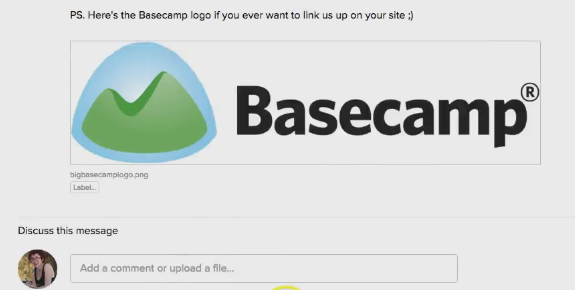 PS. Here's the Basecamp logo if you ever want to link us up on your site ;)
Basecamp®
bigbasecamplogo.png
Label...
Discuss this message
Add a comment or upload a file...